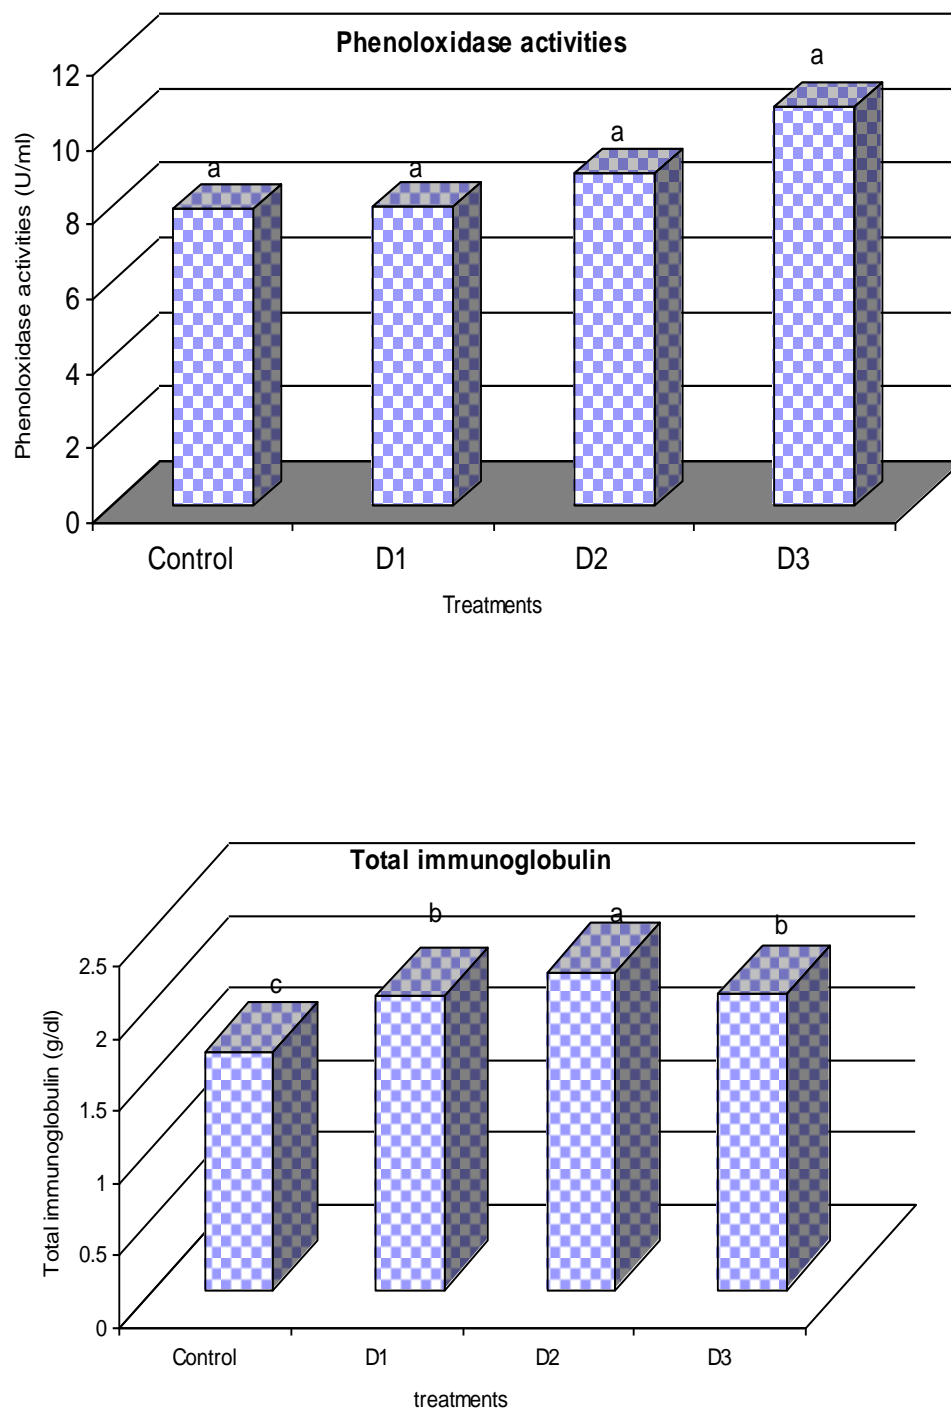 Phenoloxidase activities
a
a
a
a
12
10
8
6
4
2
0
Phenoloxidase activities (U/ml)
Control D1 D2 D3
Treatments
Total immunoglobulin
c
b
a
b
2.5
2
1.5
1
0.5
0
Total immunoglobulin (g/dl)
Control D1 D2 D3
treatments